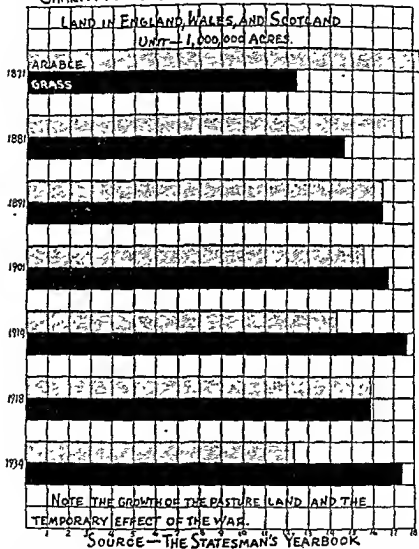 LAND IN ENGLAND, WALES, AND SCOTLAND
UNIT — 1,000,000 ACRES.
ARABLE
1871
GRASS
1881
1891
1901
1918
1934
NOTE THE GROWTH OF THE PASTURE LAND AND THE
TEMPORARY EFFECT OF THE WAR.
1 2 3 4 5 6 7 8 9 10 11 12 13 14 15 16 17 18
SOURCE — THE STATESMAN'S YEARBOOK